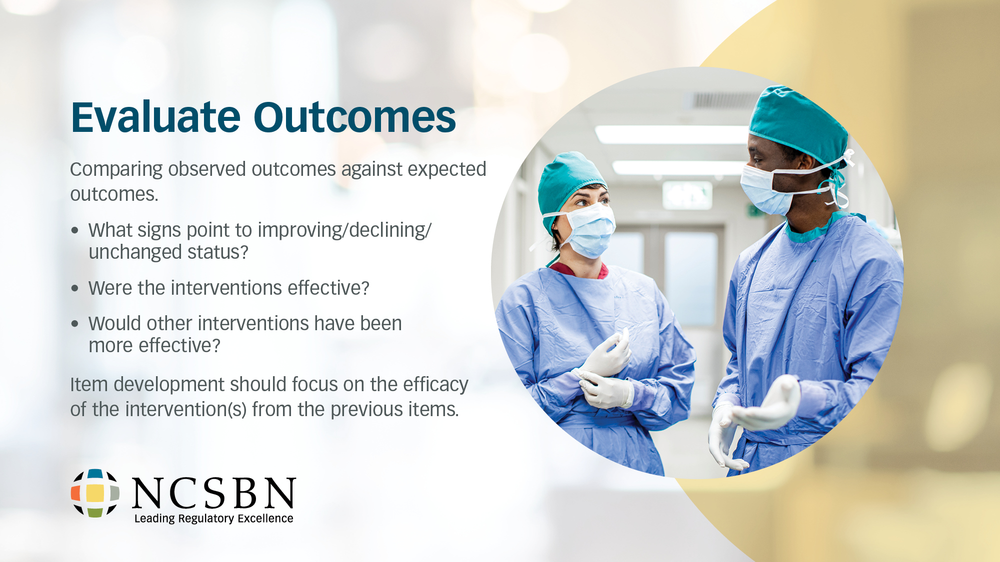 Evaluate Outcomes
Comparing observed outcomes against expected
outcomes.
• What signs point to improving/declining/
unchanged status?
• Were the interventions effective?
• Would other interventions have been
more effective?
Item development should focus on the efficacy
of the intervention(s) from the previous items.
NCSBN
Leading Regulatory Excellence